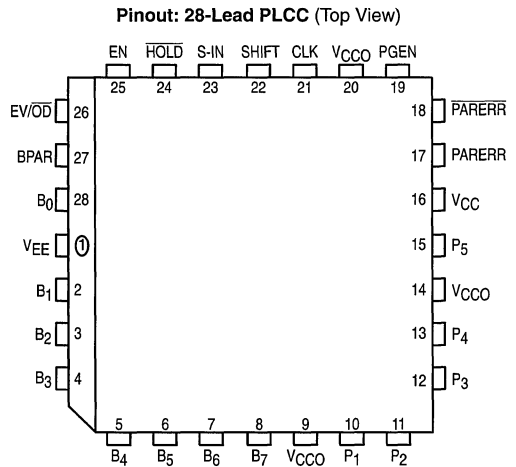 Pinout: 28-Lead PLCC (Top View)
EN HOLD S-IN SHIFT CLK VCCO PGEN
25 24 23 22 21 20 19
EV/OD 26 18 PARERR
BPAR 27 17 PARERR
B0 28 16 VCC
VEE 1 15 P5
B1 2 14 VCCO
B2 3 13 P4
B3 4 12 P3
5 6 7 8 9 10 11
B4 B5 B6 B7 VCCO P1 P2